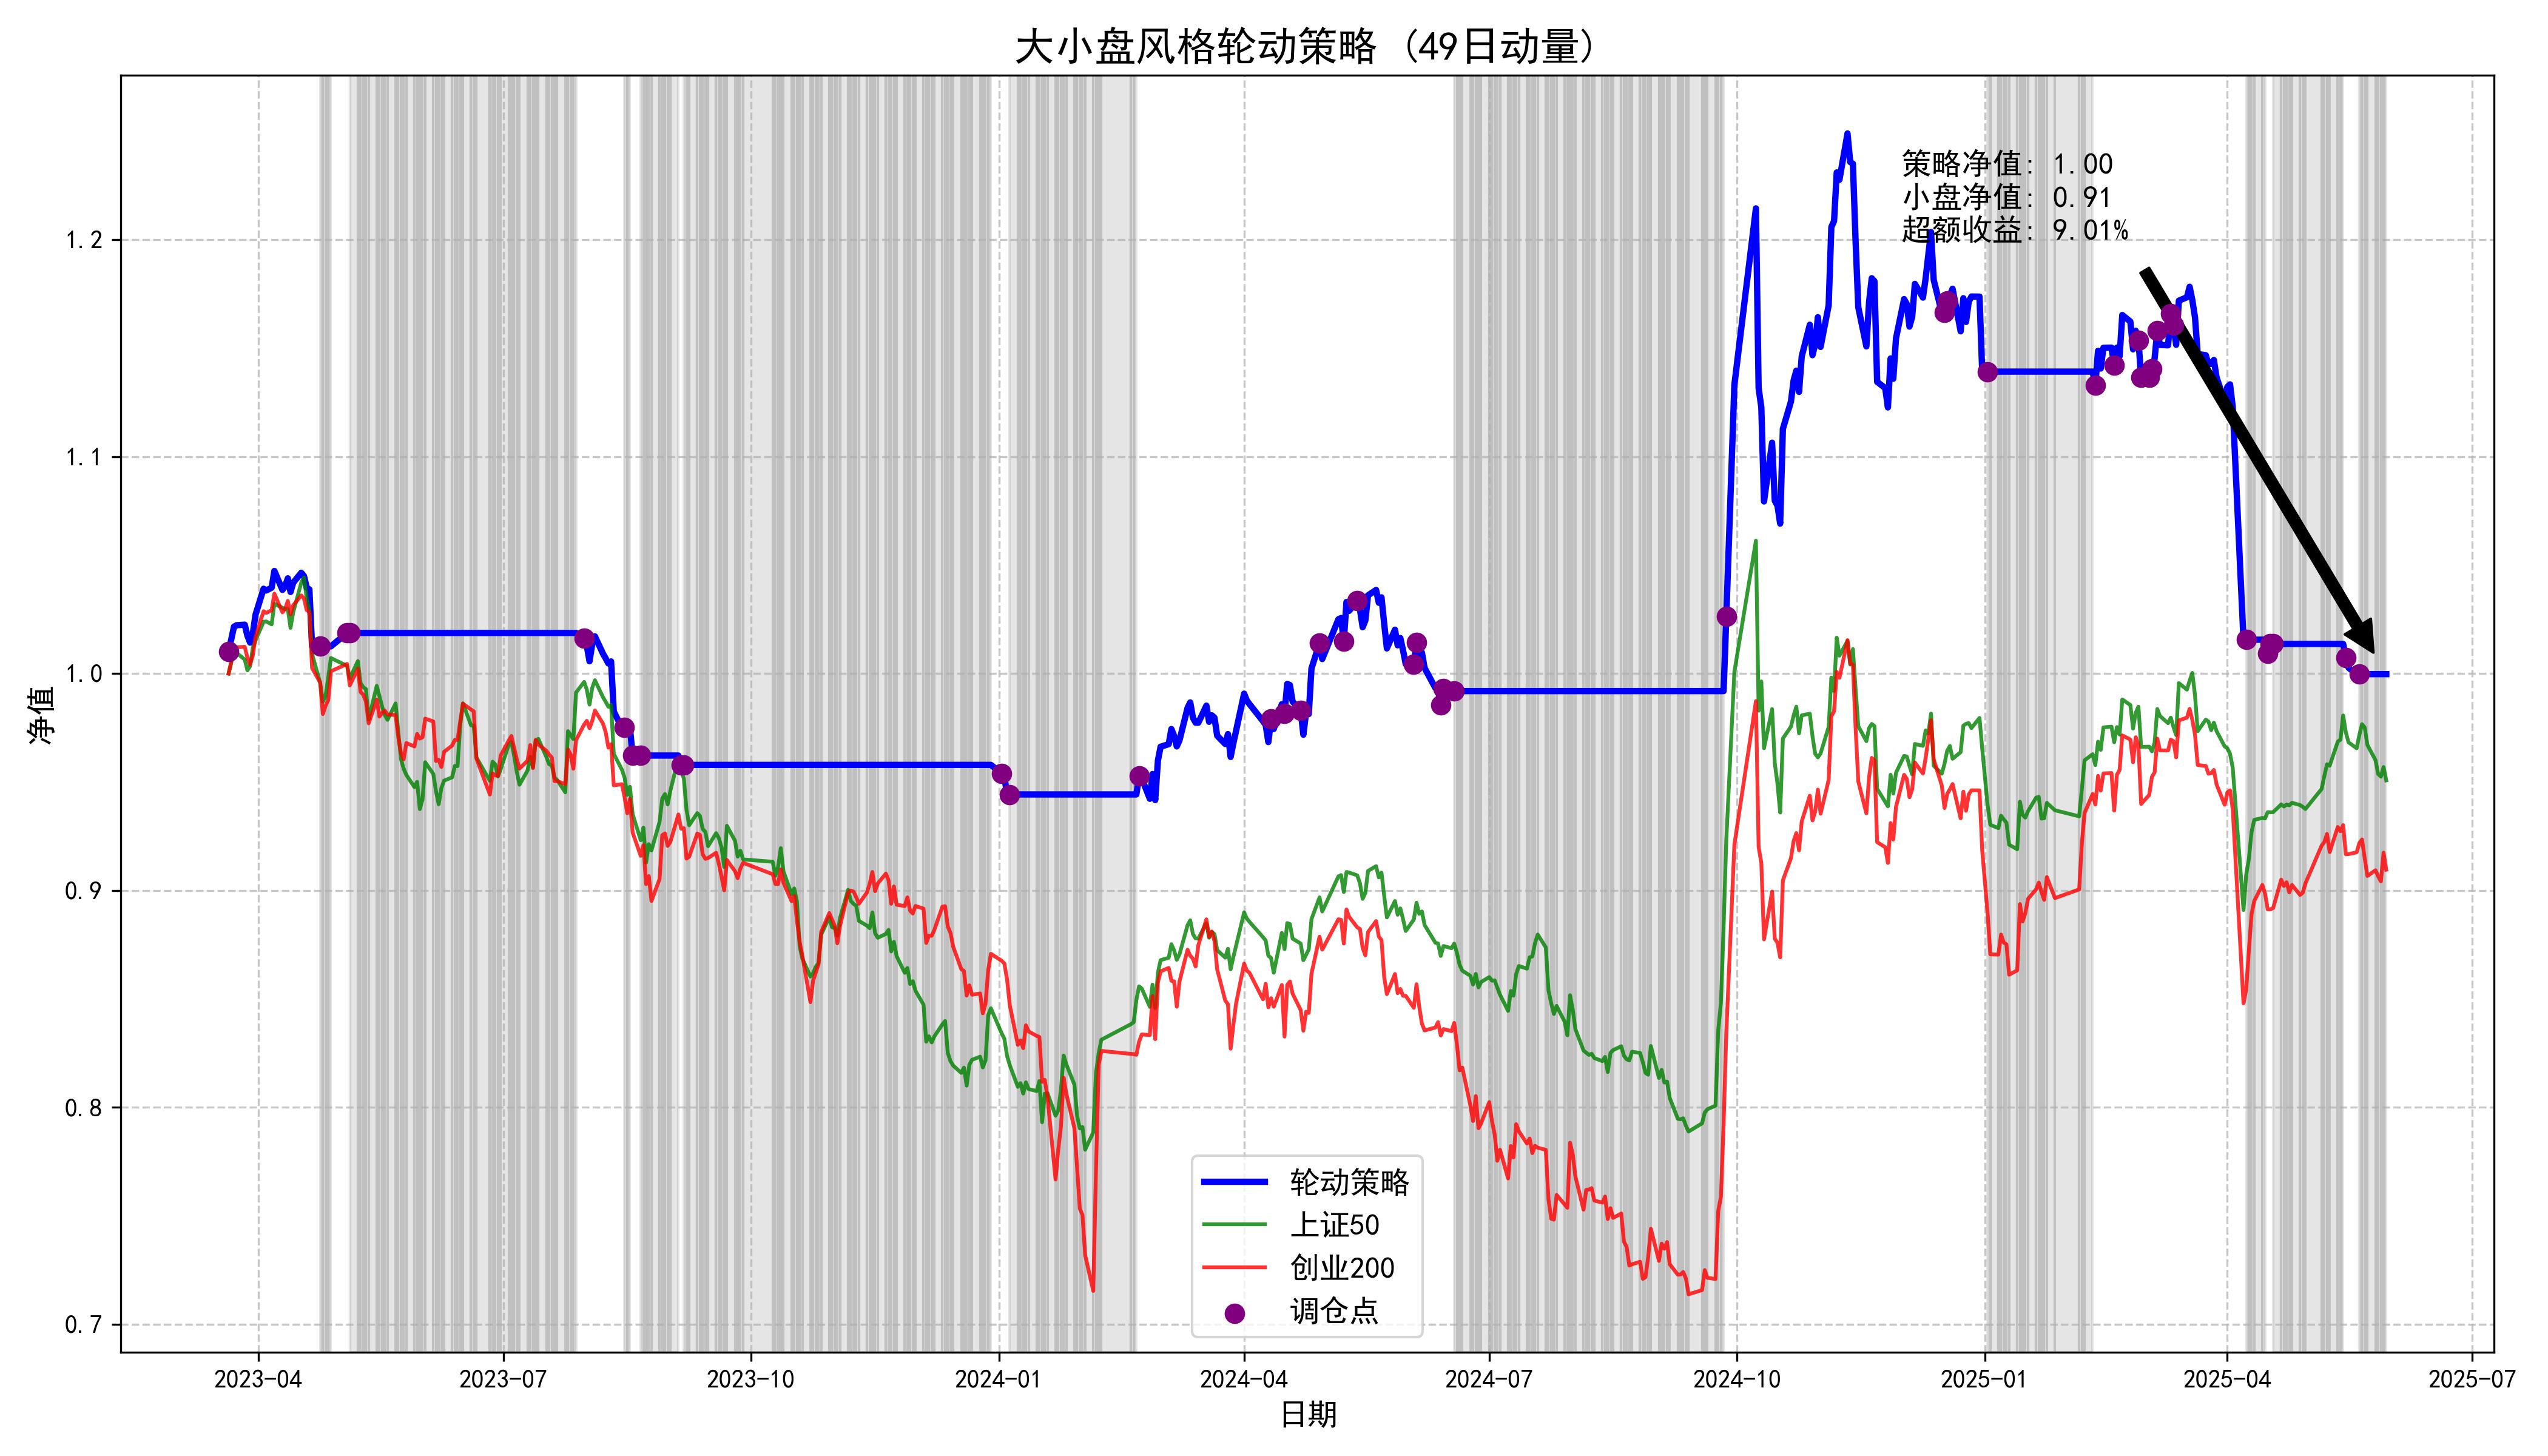 大小盘风格轮动策略 (49日动量)
策略净值: 1.00
小盘净值: 0.91
超额收益: 9.01%
净值
1.2
1.1
1.0
0.9
0.8
0.7
轮动策略
上证50
创业200
调仓点
2023-04
2023-07
2023-10
2024-01
2024-04
2024-07
2024-10
2025-01
2025-04
2025-07
日期